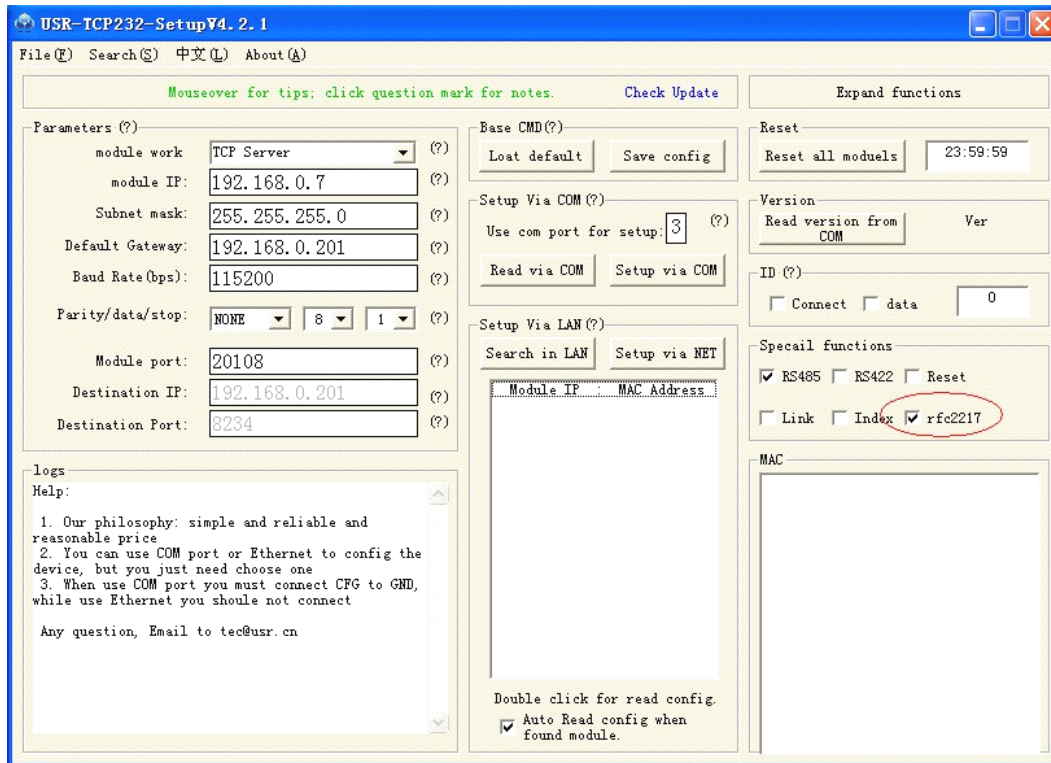 USR-TCP232-SetupV4.2.1
File(F) Search(S) 中文(L) About(A)
Mouseover for tips; click question mark for notes. Check Update
Expand functions
Parameters (?)
module work TCP Server (?)
module IP: 192.168.0.7 (?)
Subnet mask: 255.255.255.0 (?)
Default Gateway: 192.168.0.201 (?)
Baud Rate(bps): 115200 (?)
Parity/data/stop: NONE 8 1 (?)
Module port: 20108 (?)
Destination IP: 192.168.0.201 (?)
Destination Port: 8234 (?)
logs
Help:
1. Our philosophy: simple and reliable and
reasonable price
2. You can use COM port or Ethernet to config the
device, but you just need choose one
3. When use COM port you must connect CFG to GND,
while use Ethernet you shoule not connect
Any question, Email to tec@usr.cn
Base CMD(?)
Loat default Save config
Setup Via COM(?)
Use com port for setup: 3 (?)
Read via COM Setup via COM
Setup Via LAN(?)
Search in LAN Setup via NET
Module IP : MAC Address
Double click for read config.
Auto Read config when
found module.
Reset
Reset all moduels 23:59:59
Version
Read version from
COM
Ver
ID (?)
Connect data 0
Specail functions
RS485 RS422 Reset
Link Index rfc2217
MAC